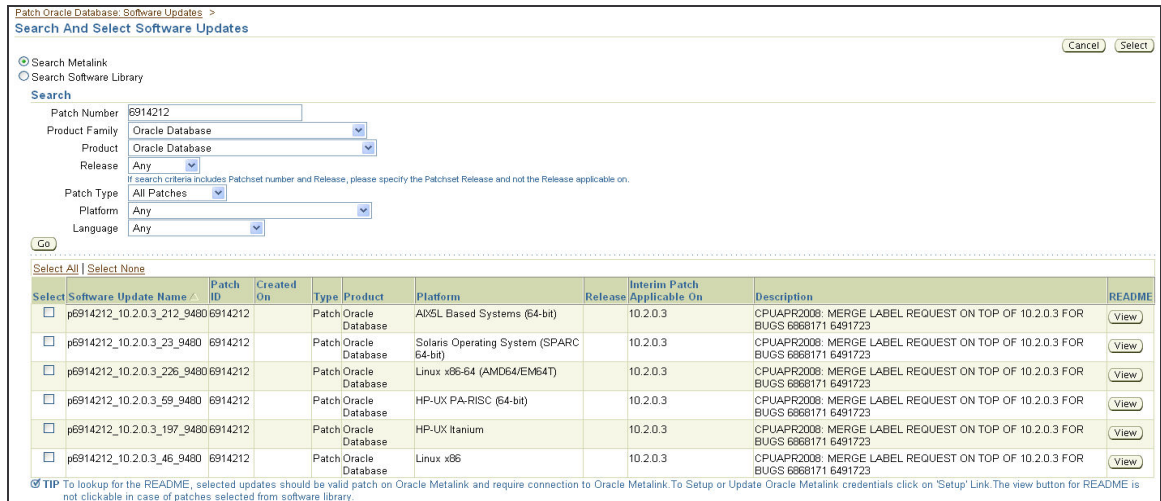 Patch Oracle Database: Software Updates >
Search And Select Software Updates
Cancel Select
Search Metalink
Search Software Library
Search
Patch Number 6914212
Product Family Oracle Database
Product Oracle Database
Release Any
If search criteria includes Patchset number and Release, please specify the Patchset Release and not the Release applicable on.
Patch Type All Patches
Platform Any
Language Any
Go
Select All | Select None
Select Software Update Name Patch ID Created On Type Product Platform Release Interim Patch Applicable On Description README
p6914212_10.2.0.3_212_9480 6914212 Patch Oracle Database AIX5L Based Systems (64-bit) 10.2.0.3 CPUAPR2008: MERGE LABEL REQUEST ON TOP OF 10.2.0.3 FOR BUGS 6868171 6491723 View
p6914212_10.2.0.3_23_9480 6914212 Patch Oracle Database Solaris Operating System (SPARC 64-bit) 10.2.0.3 CPUAPR2008: MERGE LABEL REQUEST ON TOP OF 10.2.0.3 FOR BUGS 6868171 6491723 View
p6914212_10.2.0.3_226_9480 6914212 Patch Oracle Database Linux x86-64 (AMD64/EM64T) 10.2.0.3 CPUAPR2008: MERGE LABEL REQUEST ON TOP OF 10.2.0.3 FOR BUGS 6868171 6491723 View
p6914212_10.2.0.3_59_9480 6914212 Patch Oracle Database HP-UX PA-RISC (64-bit) 10.2.0.3 CPUAPR2008: MERGE LABEL REQUEST ON TOP OF 10.2.0.3 FOR BUGS 6868171 6491723 View
p6914212_10.2.0.3_197_9480 6914212 Patch Oracle Database HP-UX Itanium 10.2.0.3 CPUAPR2008: MERGE LABEL REQUEST ON TOP OF 10.2.0.3 FOR BUGS 6868171 6491723 View
p6914212_10.2.0.3_46_9480 6914212 Patch Oracle Database Linux x86 10.2.0.3 CPUAPR2008: MERGE LABEL REQUEST ON TOP OF 10.2.0.3 FOR BUGS 6868171 6491723 View
TIP To lookup for the README, selected updates should be valid patch on Oracle Metalink and require connection to Oracle Metalink.To Setup or Update Oracle Metalink credentials click on 'Setup' Link.The view button for README is
not clickable in case of patches selected from software library.